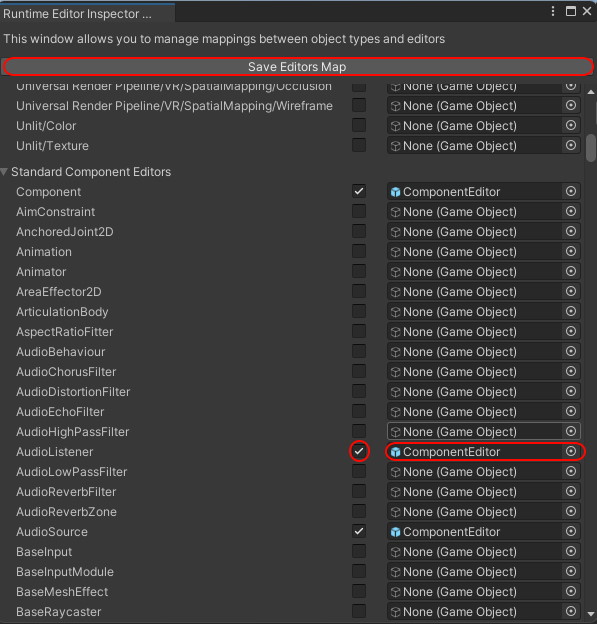 Runtime Editor Inspector ...
This window allows you to manage mappings between object types and editors
Save Editors Map
Universal Render Pipeline/VR/SpatialMapping/Occlusion None (Game Object)
Universal Render Pipeline/VR/SpatialMapping/Wireframe None (Game Object)
Unlit/Color None (Game Object)
Unlit/Texture None (Game Object)
Standard Component Editors
Component ComponentEditor
AimConstraint None (Game Object)
AnchoredJoint2D None (Game Object)
Animation None (Game Object)
Animator None (Game Object)
AreaEffector2D None (Game Object)
ArticulationBody None (Game Object)
AspectRatioFitter None (Game Object)
AudioBehaviour None (Game Object)
AudioChorusFilter None (Game Object)
AudioDistortionFilter None (Game Object)
AudioEchoFilter None (Game Object)
AudioHighPassFilter None (Game Object)
AudioListener ComponentEditor
AudioLowPassFilter None (Game Object)
AudioReverbFilter None (Game Object)
AudioReverbZone None (Game Object)
AudioSource ComponentEditor
BaseInput None (Game Object)
BaseInputModule None (Game Object)
BaseMeshEffect None (Game Object)
BaseRaycaster None (Game Object)